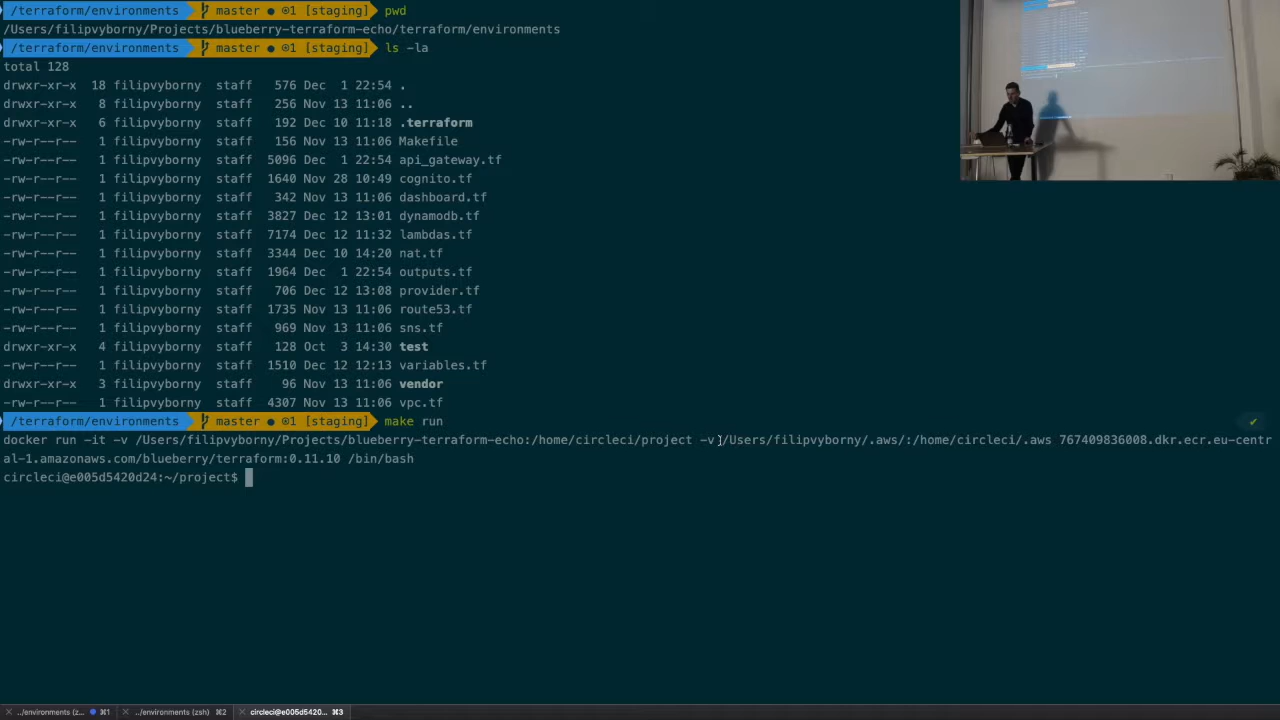 /terraform/environments master ● ⊙1 [staging] pwd
/Users/filipvyborny/Projects/blueberry-terraform-echo/terraform/environments
/terraform/environments master ● ⊙1 [staging] ls -la
total 128
drwxr-xr-x 18 filipvyborny staff 576 Dec 1 22:54 .
drwxr-xr-x 8 filipvyborny staff 256 Nov 13 11:06 ..
drwxr-xr-x 6 filipvyborny staff 192 Dec 10 11:18 .terraform
-rw-r--r-- 1 filipvyborny staff 156 Nov 13 11:06 Makefile
-rw-r--r-- 1 filipvyborny staff 5096 Dec 1 22:54 api_gateway.tf
-rw-r--r-- 1 filipvyborny staff 1640 Nov 28 10:49 cognito.tf
-rw-r--r-- 1 filipvyborny staff 342 Nov 13 11:06 dashboard.tf
-rw-r--r-- 1 filipvyborny staff 3827 Dec 12 13:01 dynamodb.tf
-rw-r--r-- 1 filipvyborny staff 7174 Dec 12 11:32 lambdas.tf
-rw-r--r-- 1 filipvyborny staff 3344 Dec 10 14:20 nat.tf
-rw-r--r-- 1 filipvyborny staff 1964 Dec 1 22:54 outputs.tf
-rw-r--r-- 1 filipvyborny staff 706 Dec 12 13:08 provider.tf
-rw-r--r-- 1 filipvyborny staff 1735 Nov 13 11:06 route53.tf
-rw-r--r-- 1 filipvyborny staff 969 Nov 13 11:06 sns.tf
drwxr-xr-x 4 filipvyborny staff 128 Oct 3 14:30 test
-rw-r--r-- 1 filipvyborny staff 1510 Dec 12 12:13 variables.tf
drwxr-xr-x 3 filipvyborny staff 96 Nov 13 11:06 vendor
-rw-r--r-- 1 filipvyborny staff 4307 Nov 13 11:06 vpc.tf
/terraform/environments master ● ⊙1 [staging] make run ✔
docker run -it -v /Users/filipvyborny/Projects/blueberry-terraform-echo:/home/circleci/project -v /Users/filipvyborny/.aws/:/home/circleci/.aws 767409836008.dkr.ecr.eu-centr
al-1.amazonaws.com/blueberry/terraform:0.11.10 /bin/bash
circleci@e005d5420d24:~/project$
× ../environments (z... ● ⌘1 × ../environments (zsh) ⌘2 × circleci@e005d5420... ⌘3